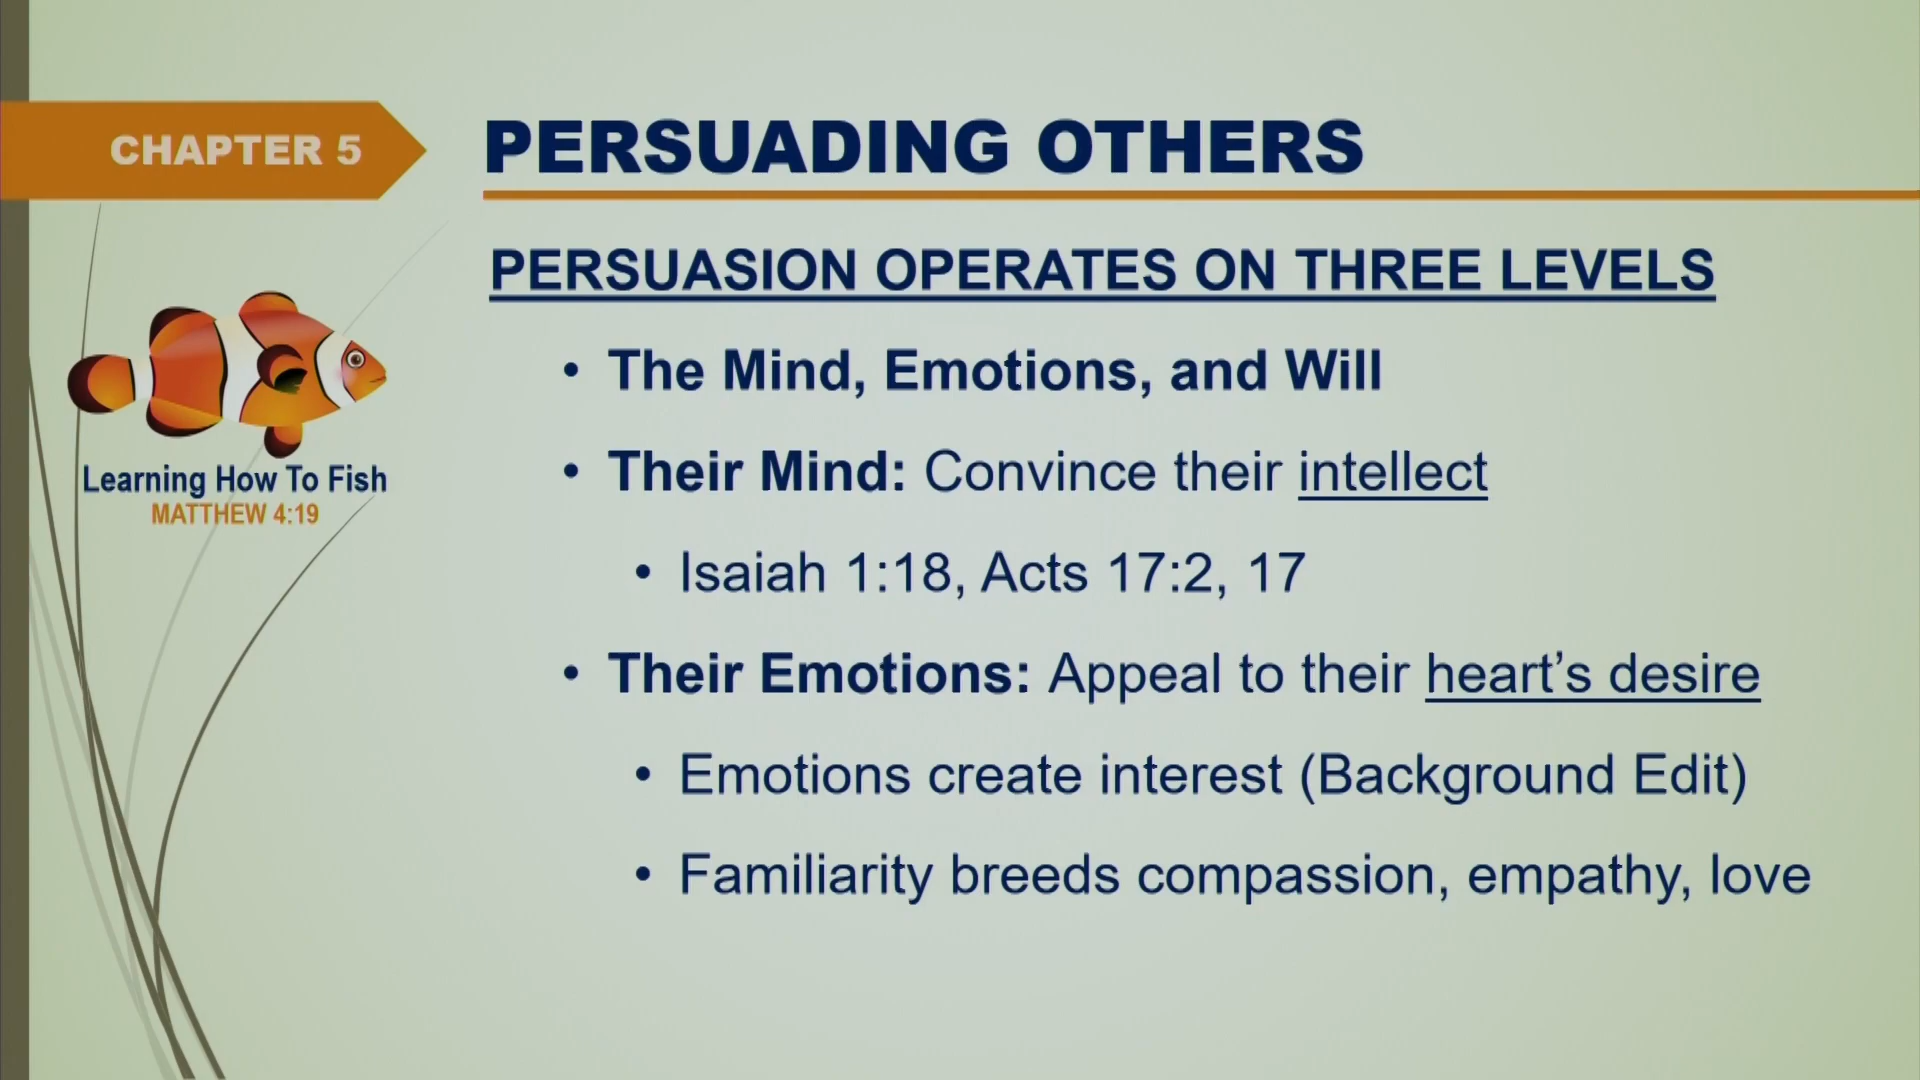 CHAPTER 5
PERSUADING OTHERS
PERSUASION OPERATES ON THREE LEVELS
• The Mind, Emotions, and Will
• Their Mind: Convince their intellect
• Isaiah 1:18, Acts 17:2, 17
• Their Emotions: Appeal to their heart’s desire
• Emotions create interest (Background Edit)
• Familiarity breeds compassion, empathy, love
Learning How To Fish
MATTHEW 4:19